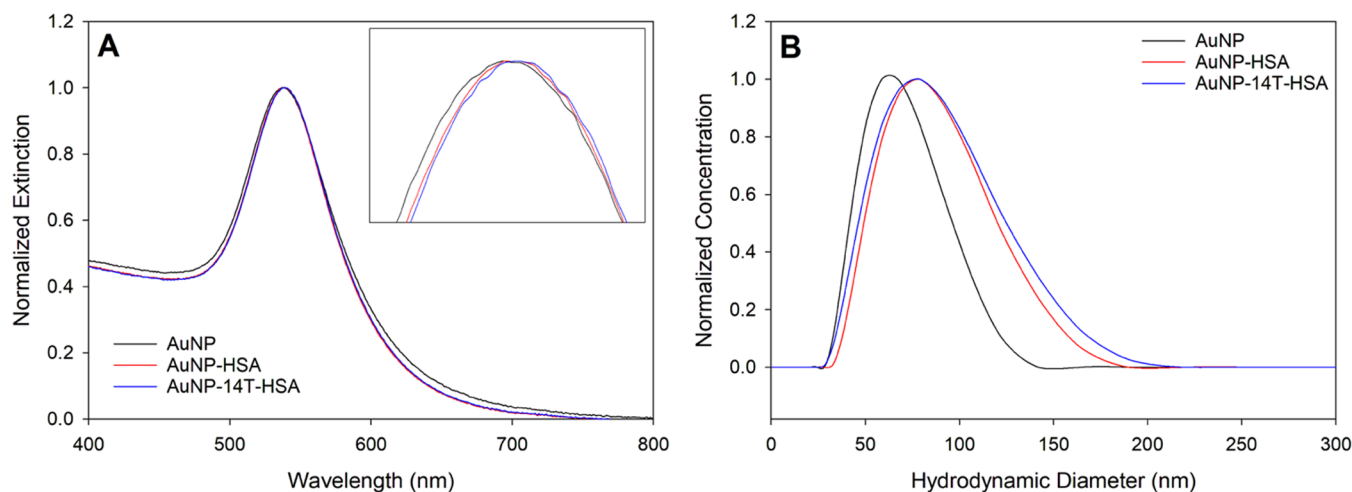 A
1.2
1.0
0.8
0.6
0.4
0.2
0.0
Normalized Extinction
AuNP
AuNP-HSA
AuNP-14T-HSA
400 500 600 700 800
Wavelength (nm)
B
1.2
1.0
0.8
0.6
0.4
0.2
0.0
Normalized Concentration
AuNP
AuNP-HSA
AuNP-14T-HSA
0 50 100 150 200 250 300
Hydrodynamic Diameter (nm)